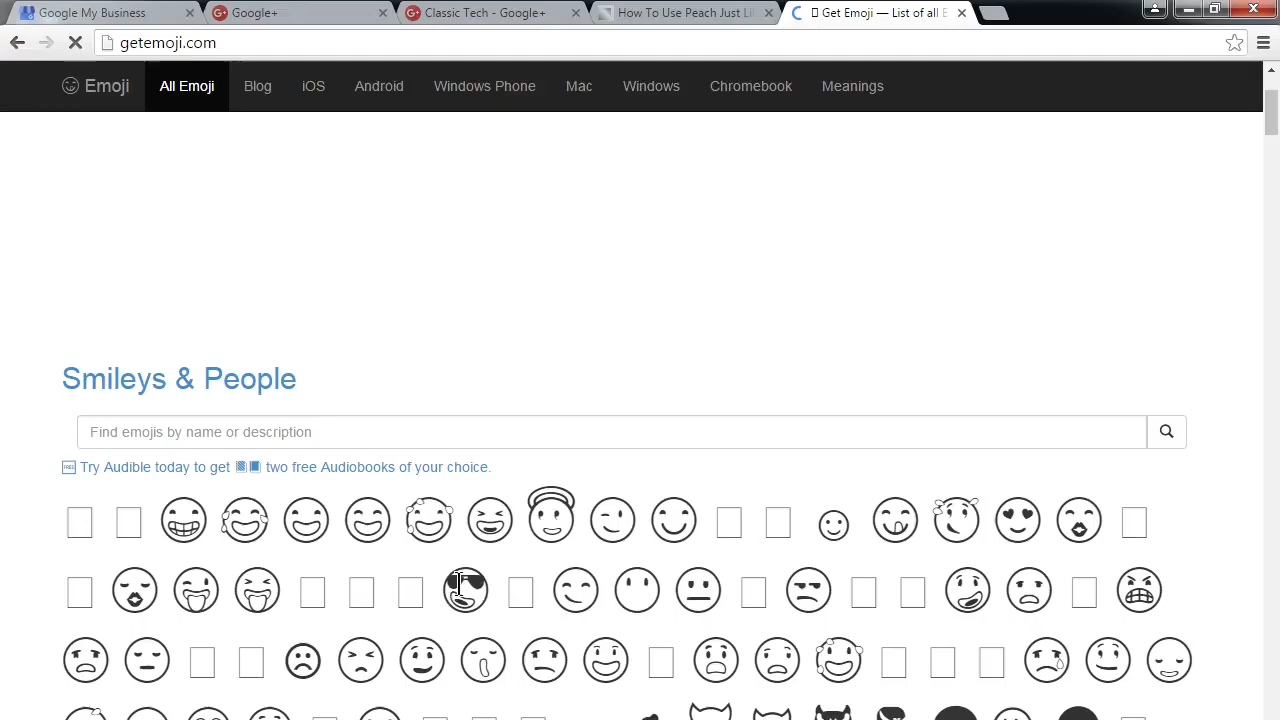 Google My Business
Google+
Classic Tech - Google+
How To Use Peach Just Li
Get Emoji — List of all E
getemoji.com
Emoji
All Emoji
Blog
iOS
Android
Windows Phone
Mac
Windows
Chromebook
Meanings
Smileys & People
Find emojis by name or description
FREE Try Audible today to get two free Audiobooks of your choice.